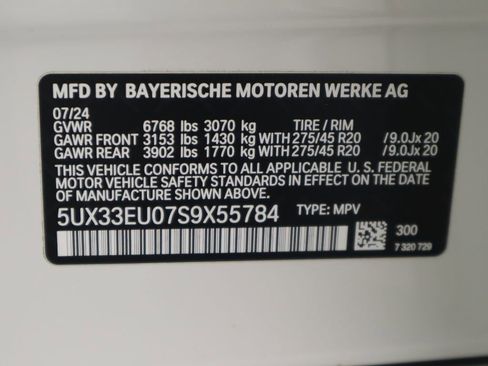 MFD BY BAYERISCHE MOTOREN WERKE AG
07/24
GVWR 6768 lbs 3070 kg TIRE / RIM
GAWR FRONT 3153 lbs 1430 kg WITH 275/45 R20 /9.0Jx 20
GAWR REAR 3902 lbs 1770 kg WITH 275/45 R20 /9.0Jx 20
THIS VEHICLE CONFORMS TO ALL APPLICABLE U. S. FEDERAL
MOTOR VEHICLE SAFETY STANDARDS IN EFFECT ON THE
DATE OF MANUFACTURE SHOWN ABOVE.
5UX33EU07S9X55784 TYPE: MPV
300
7 320 729